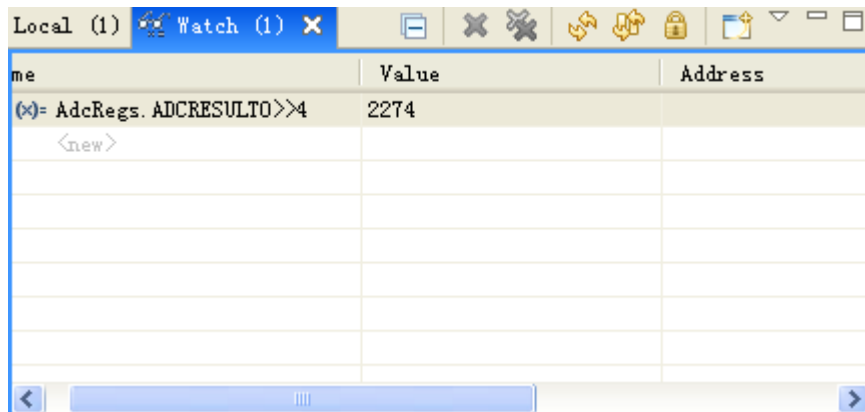 Local (1) Watch (1)
me Value Address
(x)= AdcRegs.ADCRESULT0>>4 2274
<new>